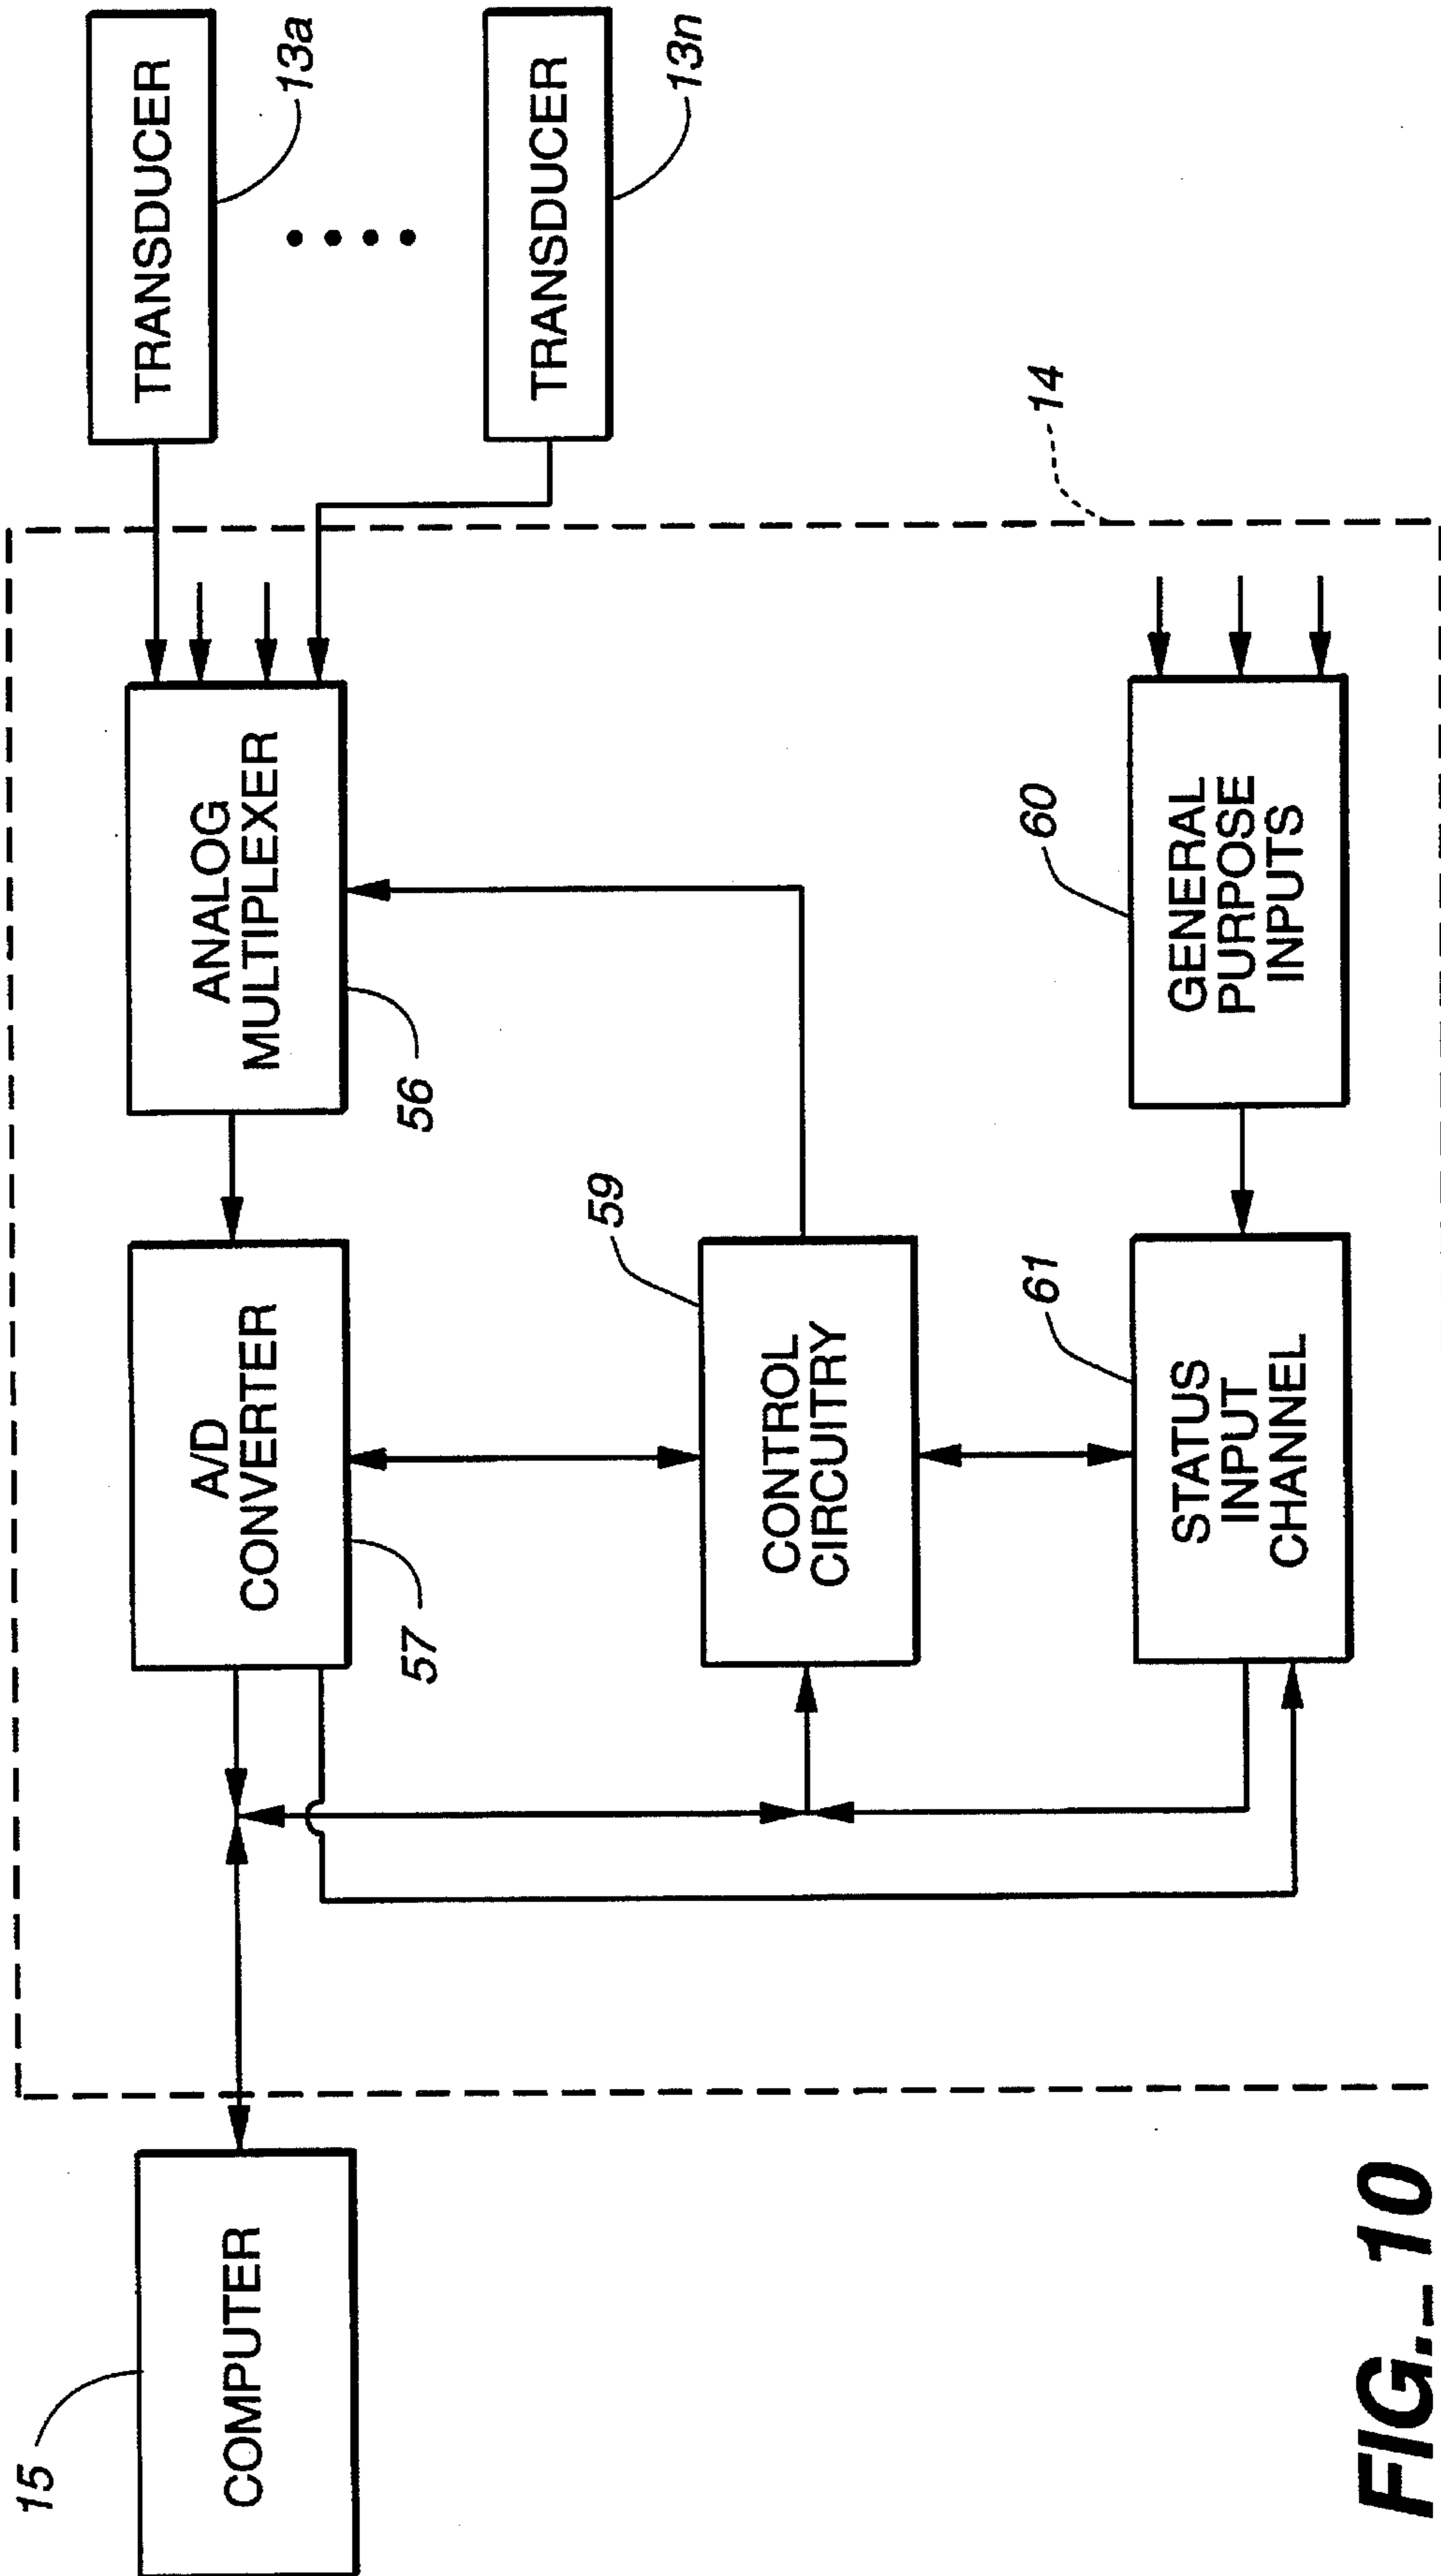 15
COMPUTER
57
A/D
CONVERTER
56
ANALOG
MULTIPLEXER
TRANSDUCER
13a
TRANSDUCER
13n
59
CONTROL
CIRCUITRY
14
61
STATUS
INPUT
CHANNEL
60
GENERAL
PURPOSE
INPUTS
FIG._10